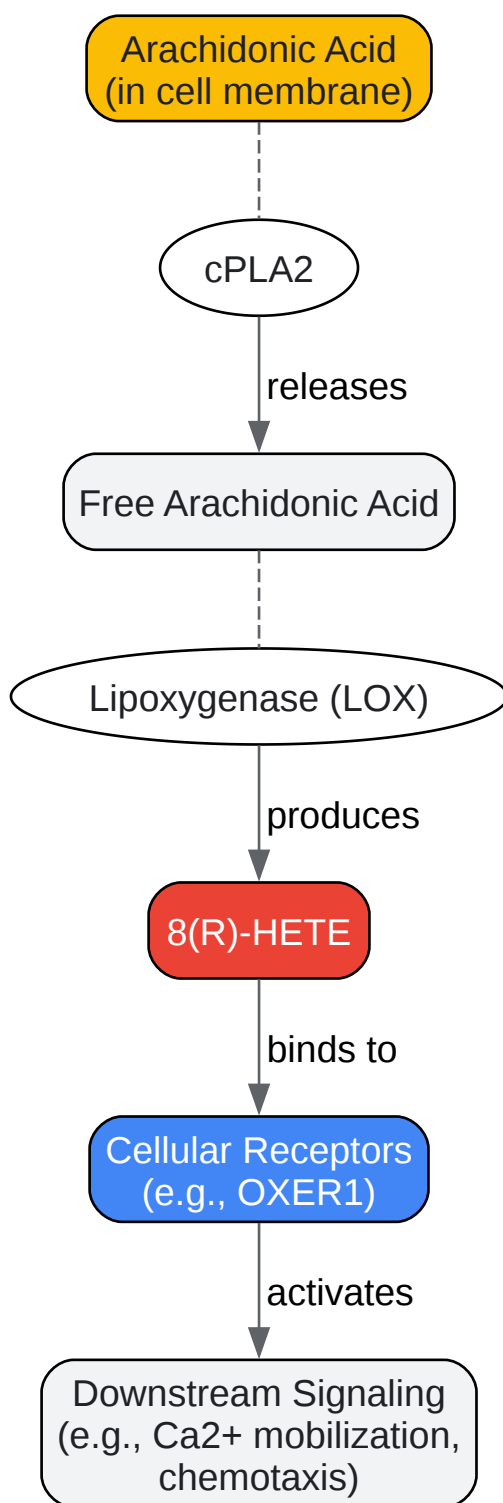 Arachidonic Acid
(in cell membrane)
cPLA2
releases
Free Arachidonic Acid
Lipoxygenase (LOX)
produces
8(R)-HETE
binds to
Cellular Receptors
(e.g., OXER1)
activates
Downstream Signaling
(e.g., Ca2+ mobilization,
chemotaxis)